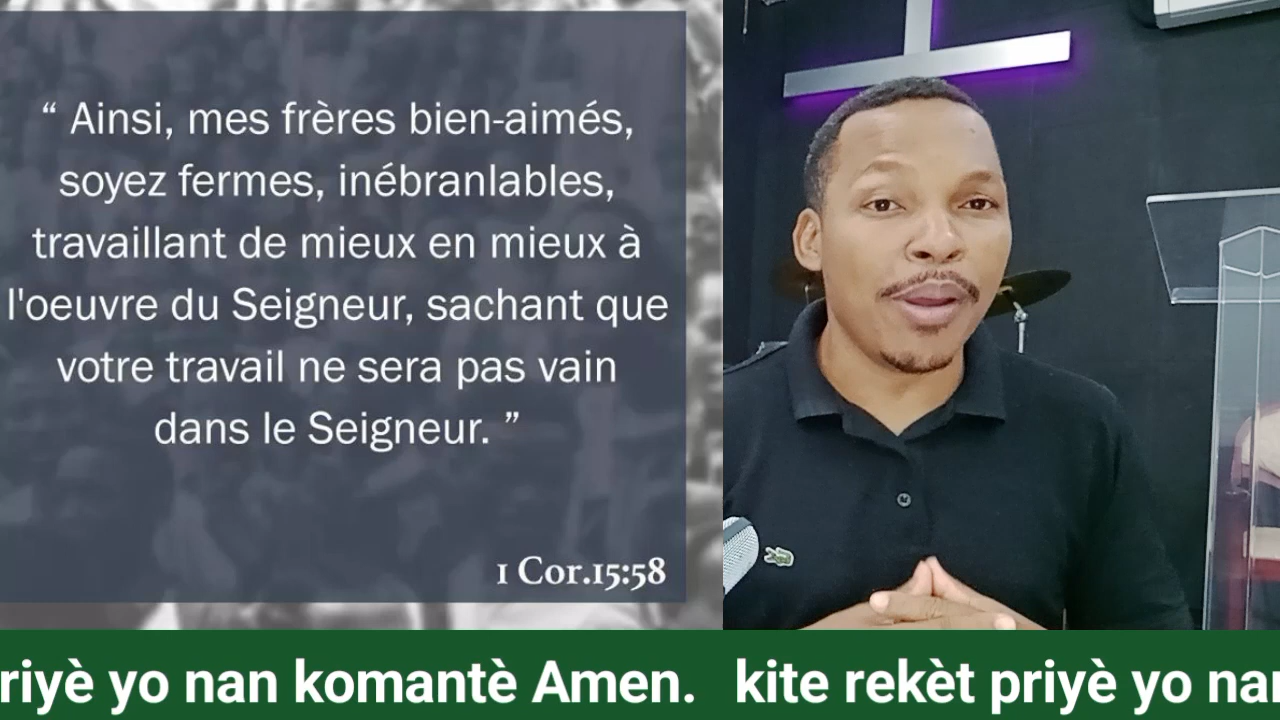 “ Ainsi, mes frères bien-aimés,
soyez fermes, inébranlables,
travaillant de mieux en mieux à
l'oeuvre du Seigneur, sachant que
votre travail ne sera pas vain
dans le Seigneur. ”
1 Cor.15:58
riyè yo nan komantè Amen. kite rekèt priyè yo nan